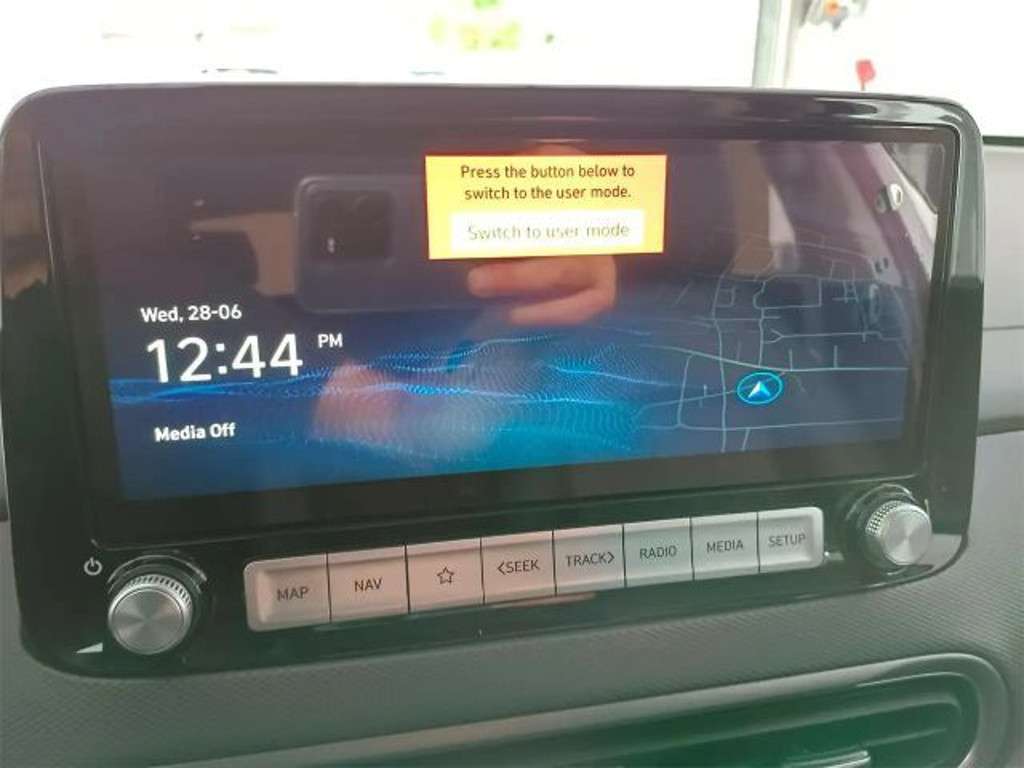 Press the button below to
switch to the user mode.
Switch to user mode
Wed, 28-06
12:44 PM
Media Off
MAP
NAV
<SEEK
TRACK>
RADIO
MEDIA
SETUP